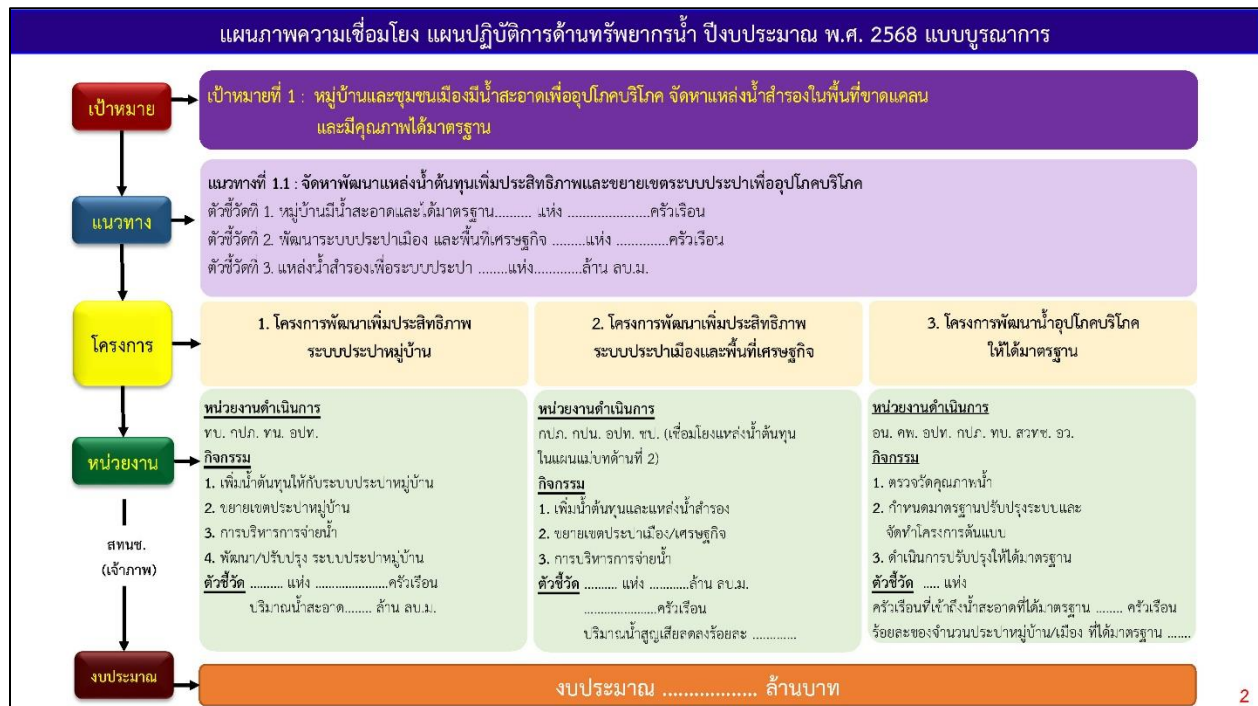 แผนภาพความเชื่อมโยง แผนปฏิบัติการด้านทรัพยากรน้ำ ปีงบประมาณ พ.ศ. 2568 แบบบูรณาการ
เป้าหมาย
เป้าหมายที่ 1 : หมู่บ้านและชุมชนเมืองมีน้ำสะอาดเพื่ออุปโภคบริโภค จัดหาแหล่งน้ำสำรองในพื้นที่ขาดแคลน
และมีคุณภาพได้มาตรฐาน
แนวทาง
แนวทางที่ 1.1 : จัดหาพัฒนาแหล่งน้ำต้นทุนเพิ่มประสิทธิภาพและขยายเขตระบบประปาเพื่ออุปโภคบริโภค
ตัวชี้วัดที่ 1. หมู่บ้านมีน้ำสะอาดและได้มาตรฐาน.......... แห่ง ......................ครัวเรือน
ตัวชี้วัดที่ 2. พัฒนาระบบประปาเมือง และพื้นที่เศรษฐกิจ .........แห่ง ..............ครัวเรือน
ตัวชี้วัดที่ 3. แหล่งน้ำสำรองเพื่อระบบประปา ........แห่ง.............ล้าน ลบ.ม.
โครงการ
1. โครงการพัฒนาเพิ่มประสิทธิภาพ
ระบบประปาหมู่บ้าน
2. โครงการพัฒนาเพิ่มประสิทธิภาพ
ระบบประปาเมืองและพื้นที่เศรษฐกิจ
3. โครงการพัฒนาน้ำอุปโภคบริโภค
ให้ได้มาตรฐาน
หน่วยงาน
สทนช.
(เจ้าภาพ)
หน่วยงานดำเนินการ
ทบ. กปภ. ทน. อปท.
กิจกรรม
1. เพิ่มน้ำต้นทุนให้กับระบบประปาหมู่บ้าน
2. ขยายเขตประปาหมู่บ้าน
3. การบริหารการจ่ายน้ำ
4. พัฒนา/ปรับปรุง ระบบประปาหมู่บ้าน
ตัวชี้วัด .......... แห่ง ......................ครัวเรือน
ปริมาณน้ำสะอาด........ ล้าน ลบ.ม.
หน่วยงานดำเนินการ
กปภ. กปน. อปท. ชป. (เชื่อมโยงแหล่งน้ำต้นทุน
ในแผนแม่บทด้านที่ 2)
กิจกรรม
1. เพิ่มน้ำต้นทุนและแหล่งน้ำสำรอง
2. ขยายเขตประปาเมือง/เศรษฐกิจ
3. การบริหารการจ่ายน้ำ
ตัวชี้วัด .......... แห่ง ...........ล้าน ลบ.ม.
......................ครัวเรือน
ปริมาณน้ำสูญเสียลดลงร้อยละ ............
หน่วยงานดำเนินการ
อน. คพ. อปท. กปภ. ทบ. สวทช. อว.
กิจกรรม
1. ตรวจวัดคุณภาพน้ำ
2. กำหนดมาตรฐานปรับปรุงระบบและ
จัดทำโครงการต้นแบบ
3. ดำเนินการปรับปรุงให้ได้มาตรฐาน
ตัวชี้วัด ..... แห่ง
ครัวเรือนที่เข้าถึงน้ำสะอาดที่ได้มาตรฐาน ........ ครัวเรือน
ร้อยละของจำนวนประปาหมู่บ้าน/เมือง ที่ได้มาตรฐาน .......
งบประมาณ
งบประมาณ .................. ล้านบาท
2